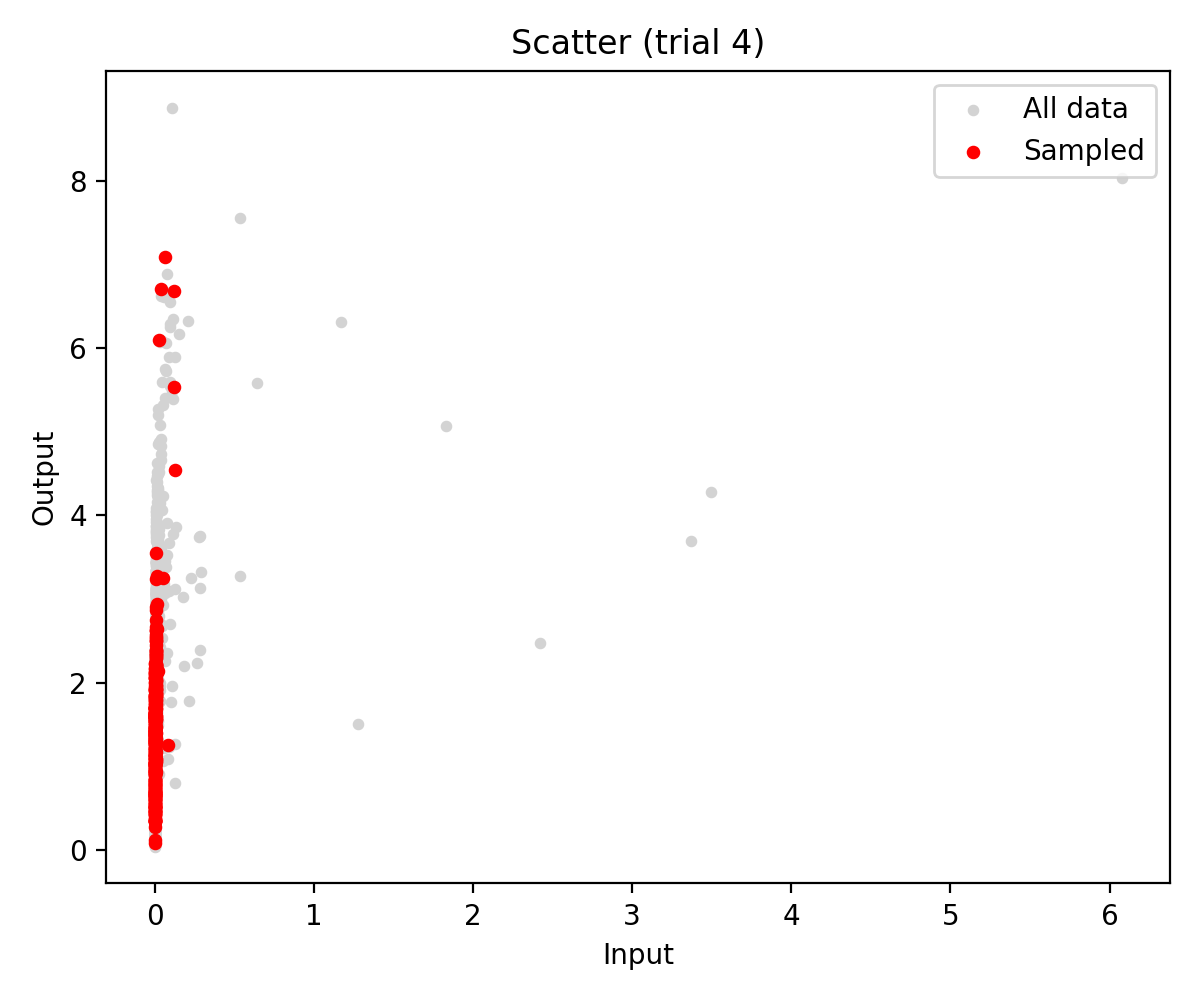 Scatter (trial 4)
All data
Sampled
8
6
4
2
0
Output
0 1 2 3 4 5 6
Input